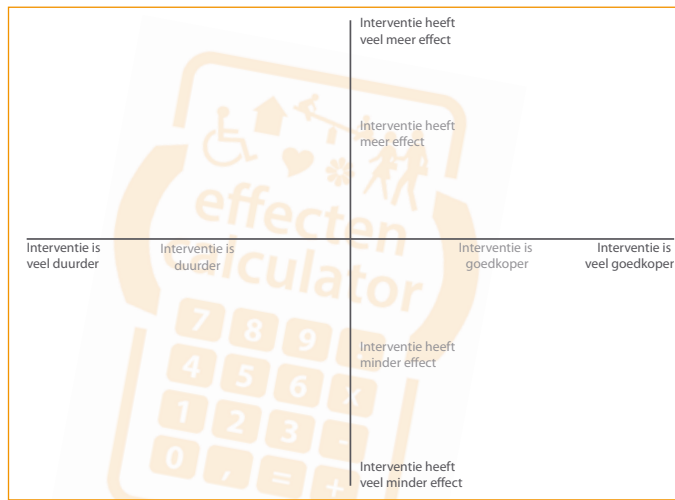 Interventie heeft
veel meer effect
Interventie heeft
meer effect
effecten
calculator
Interventie is
veel duurder
Interventie is
duurder
Interventie is
goedkoper
Interventie is
veel goedkoper
7 8 9
4 5 6 x
1 2 3 -
0 , = +
Interventie heeft
minder effect
Interventie heeft
veel minder effect